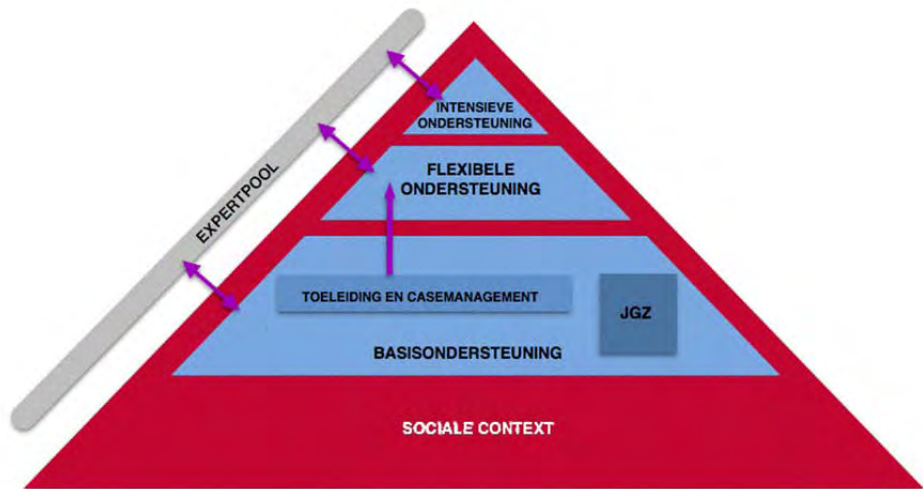 INTENSIEVE
ONDERSTEUNING
FLEXIBELE
ONDERSTEUNING
EXPERTPOOL
TOELEIDING EN CASEMANAGEMENT
JGZ
BASISONDERSTEUNING
SOCIALE CONTEXT